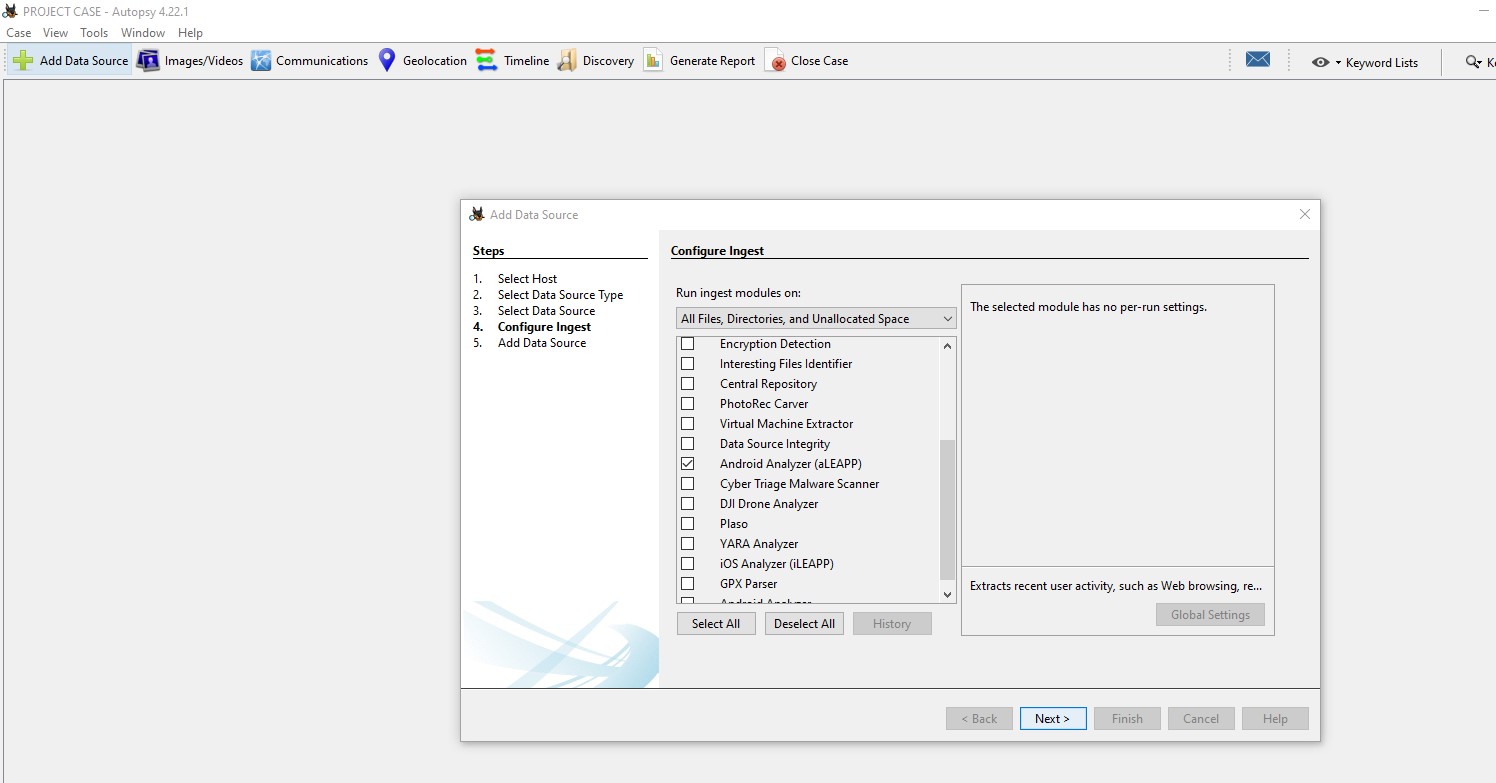 PROJECT CASE - Autopsy 4.22.1
Case View Tools Window Help
Add Data Source Images/Videos Communications Geolocation Timeline Discovery Generate Report Close Case Keyword Lists
Add Data Source
Steps
1. Select Host
2. Select Data Source Type
3. Select Data Source
4. Configure Ingest
5. Add Data Source
Configure Ingest
Run ingest modules on:
All Files, Directories, and Unallocated Space
Encryption Detection
Interesting Files Identifier
Central Repository
PhotoRec Carver
Virtual Machine Extractor
Data Source Integrity
Android Analyzer (aLEAPP)
Cyber Triage Malware Scanner
DJI Drone Analyzer
Plaso
YARA Analyzer
iOS Analyzer (iLEAPP)
GPX Parser
Android Analyzer
Select All Deselect All History
The selected module has no per-run settings.
Extracts recent user activity, such as Web browsing, re...
Global Settings
< Back Next > Finish Cancel Help